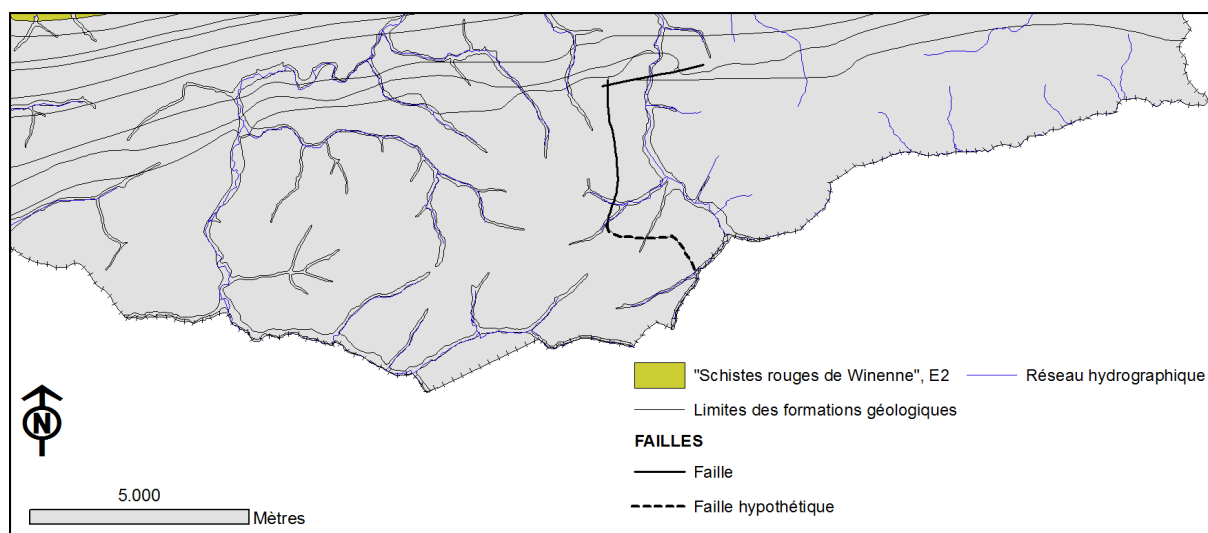 "Schistes rouges de Winenne", E2
Réseau hydrographique
Limites des formations géologiques
FAILLES
Faille
Faille hypothétique
N
5.000
Mètres